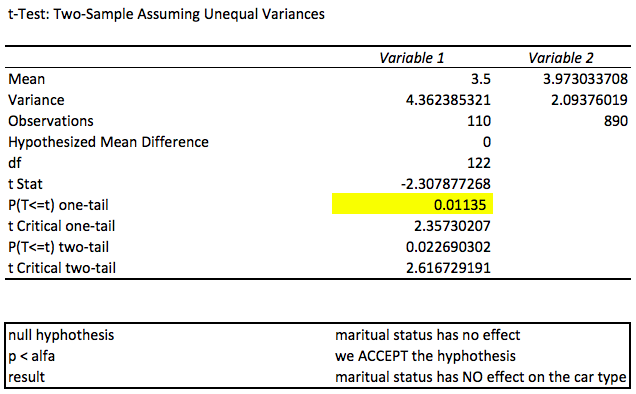 t-Test: Two-Sample Assuming Unequal Variances
Variable 1 Variable 2
Mean 3.5 3.973033708
Variance 4.362385321 2.09376019
Observations 110 890
Hypothesized Mean Difference 0
df 122
t Stat -2.307877268
P(T<=t) one-tail 0.01135
t Critical one-tail 2.35730207
P(T<=t) two-tail 0.022690302
t Critical two-tail 2.616729191
null hyphothesis maritual status has no effect
p < alfa we ACCEPT the hyphothesis
result maritual status has NO effect on the car type